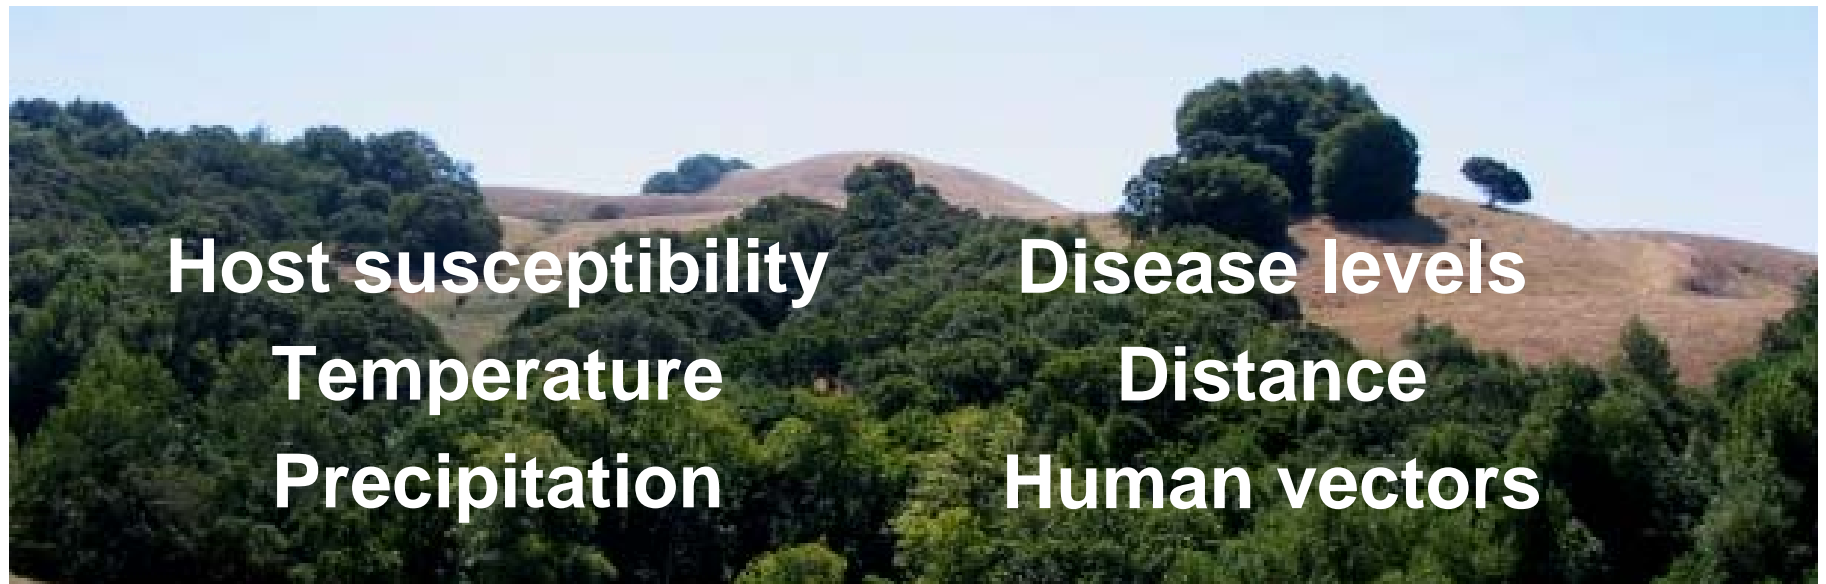 Host susceptibility
Temperature
Precipitation
Disease levels
Distance
Human vectors